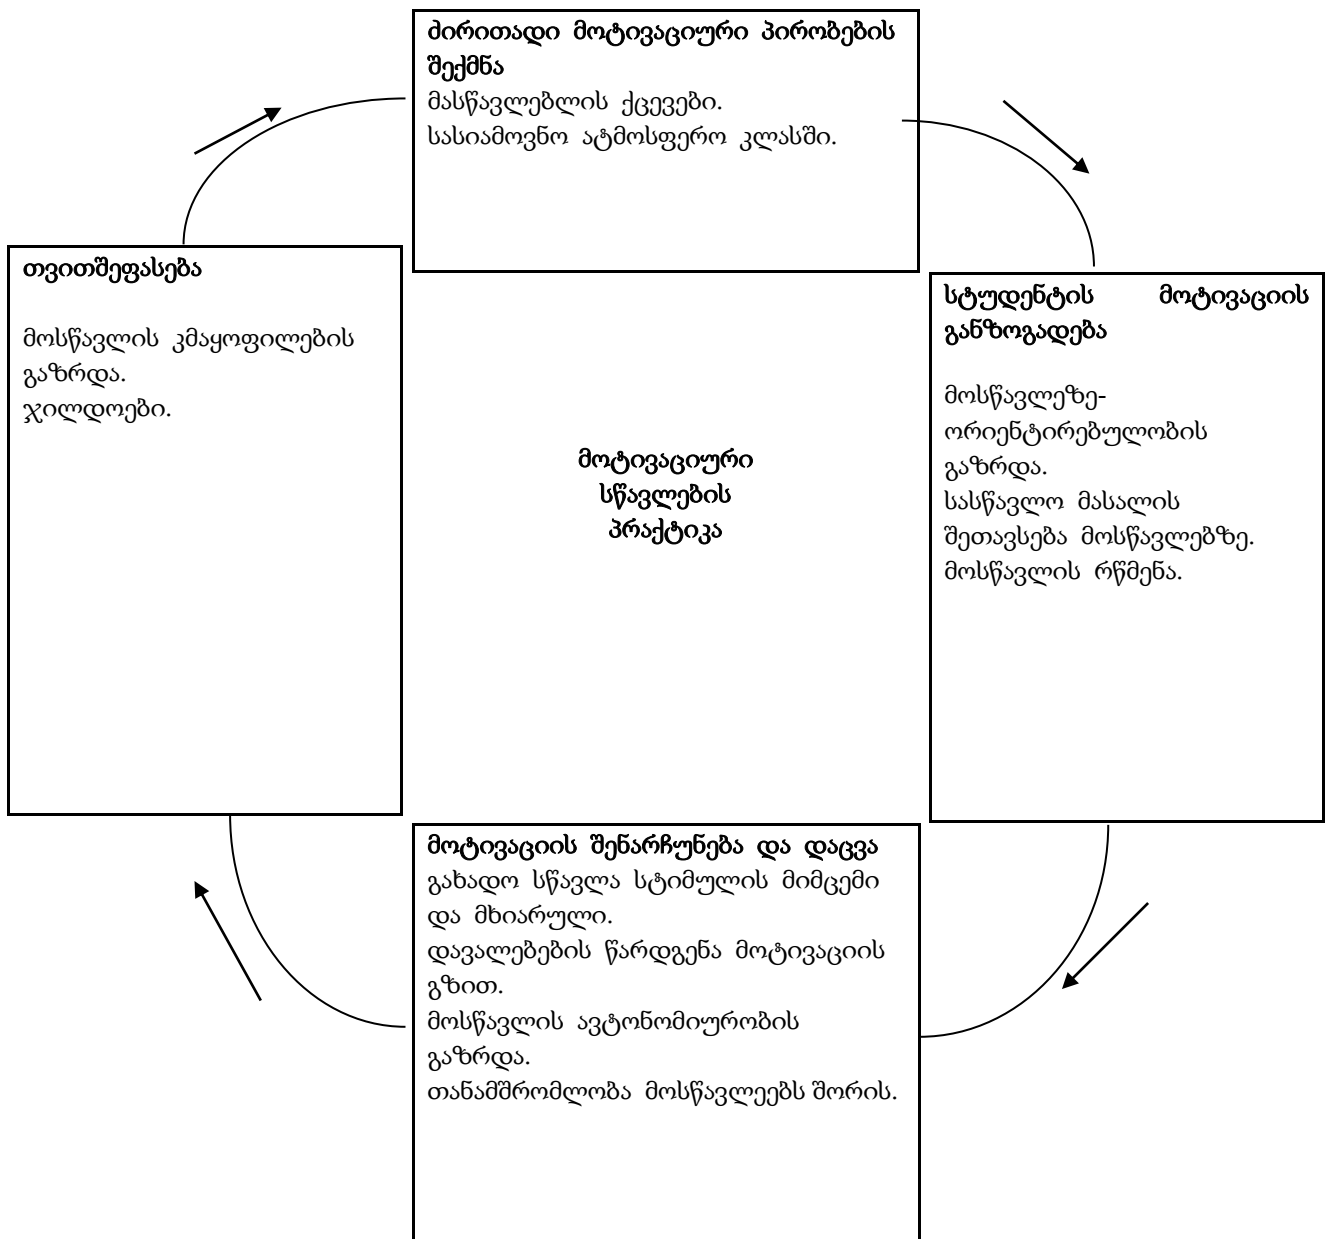 ძირითადი მოტივაციური პირობების
შექმნა
მასწავლებლის ქცევები.
სასიამოვნო ატმოსფერო კლასში.
თვითშეფასება
მოსწავლის კმაყოფილების
გაზრდა.
ჯილდოები.
სტუდენტის მოტივაციის
განზოგადება
მოსწავლეზე-
ორიენტირებულობის
გაზრდა.
სასწავლო მასალის
შეთავსება მოსწავლებზე.
მოსწავლის რწმენა.
მოტივაციური
სწავლების
პრაქტიკა
მოტივაციის შენარჩუნება და დაცვა
გახადო სწავლა სტიმულის მიმცემი
და მხიარული.
დავალებების წარდგენა მოტივაციის
გზით.
მოსწავლის ავტონომიურობის
გაზრდა.
თანამშრომლობა მოსწავლეებს შორის.